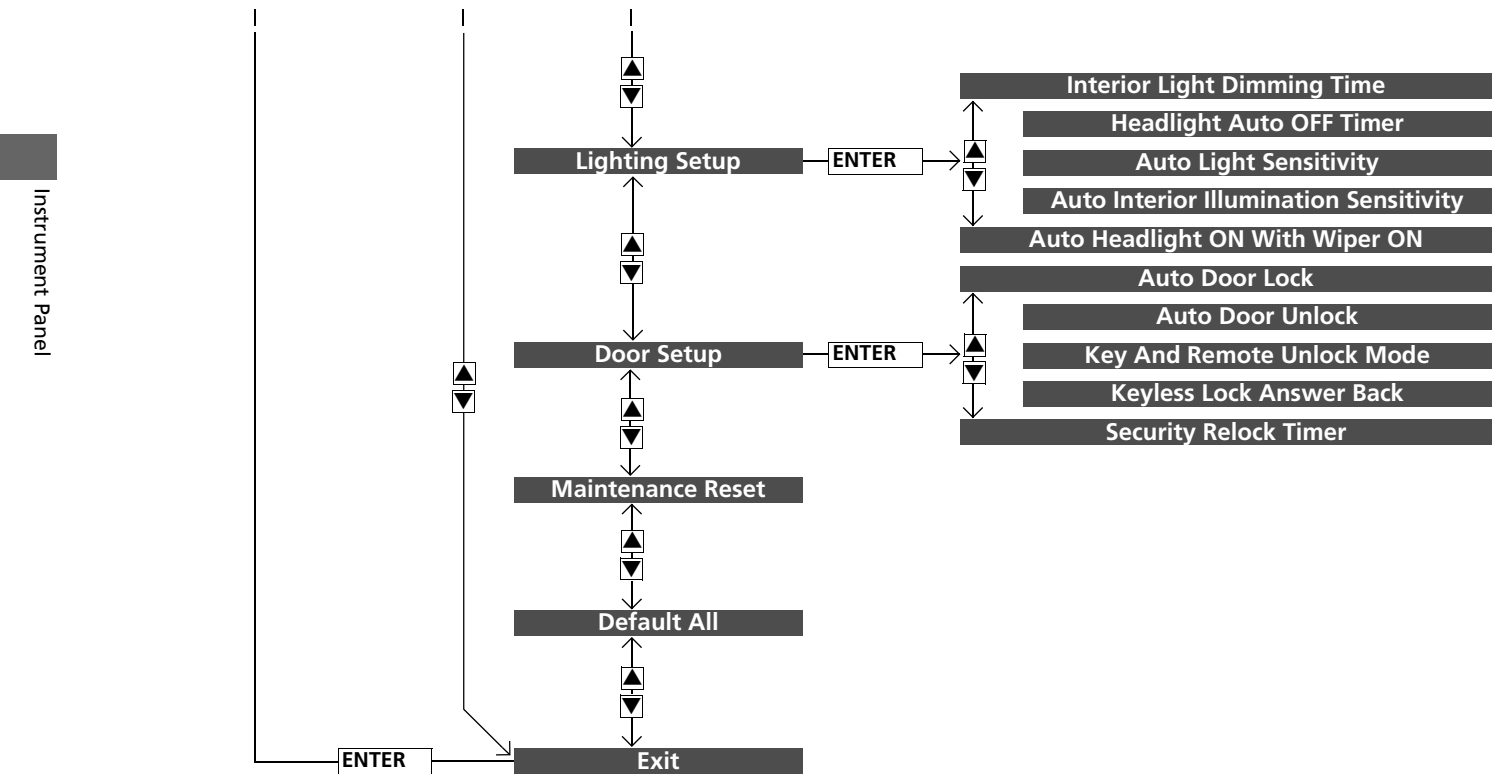 Instrument Panel
▲
▼
Lighting Setup
ENTER
▲
▼
Interior Light Dimming Time
Headlight Auto OFF Timer
Auto Light Sensitivity
Auto Interior Illumination Sensitivity
Auto Headlight ON With Wiper ON
▲
▼
Door Setup
ENTER
▲
▼
Auto Door Lock
Auto Door Unlock
Key And Remote Unlock Mode
Keyless Lock Answer Back
Security Relock Timer
▲
▼
▲
▼
Maintenance Reset
▲
▼
Default All
▲
▼
ENTER
Exit